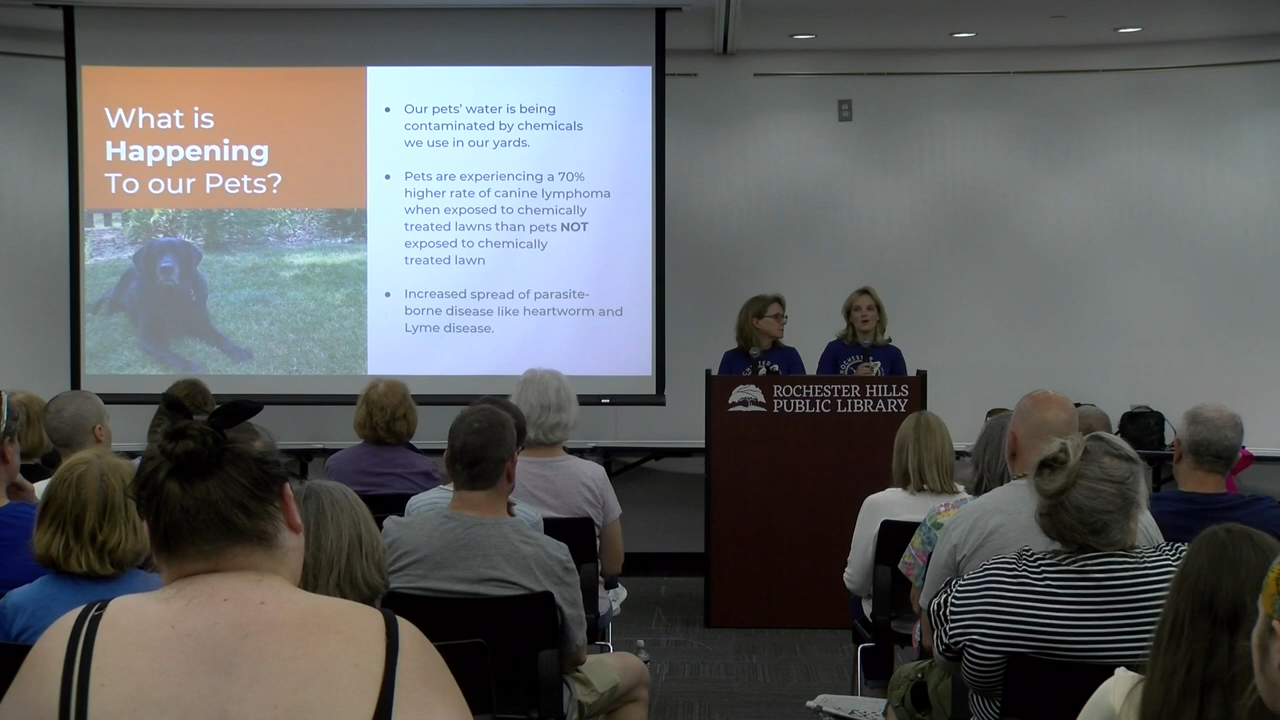 What is
Happening
To our Pets?
● Our pets' water is being
contaminated by chemicals
we use in our yards.
● Pets are experiencing a 70%
higher rate of canine lymphoma
when exposed to chemically
treated lawns than pets NOT
exposed to chemically
treated lawn
● Increased spread of parasite-
borne disease like heartworm and
Lyme disease.
ROCHESTER
ROCHESTER HILLS
PUBLIC LIBRARY